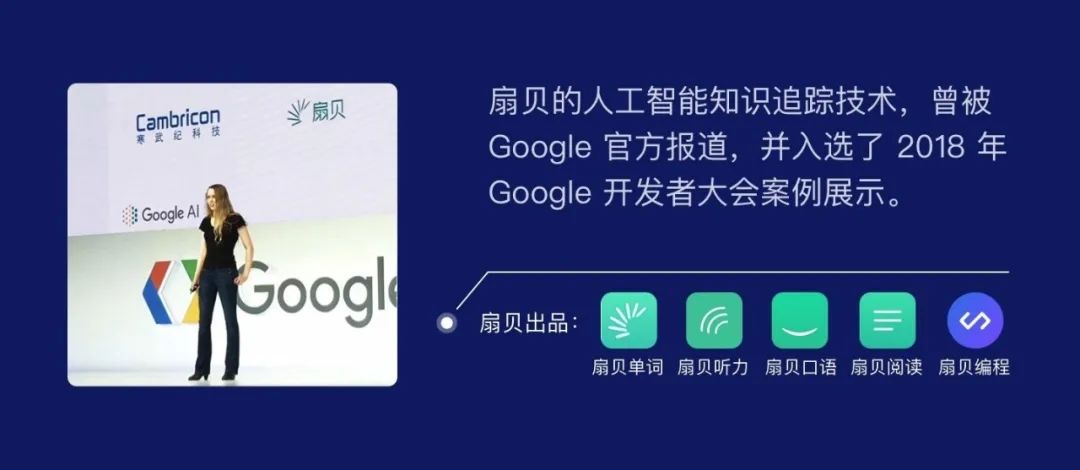 Cambricon
寒武纪科技
扇贝
Google AI
Google
扇贝的人工智能知识追踪技术，曾被
Google 官方报道，并入选了 2018 年
Google 开发者大会案例展示。
扇贝出品：
扇贝单词 扇贝听力 扇贝口语 扇贝阅读 扇贝编程